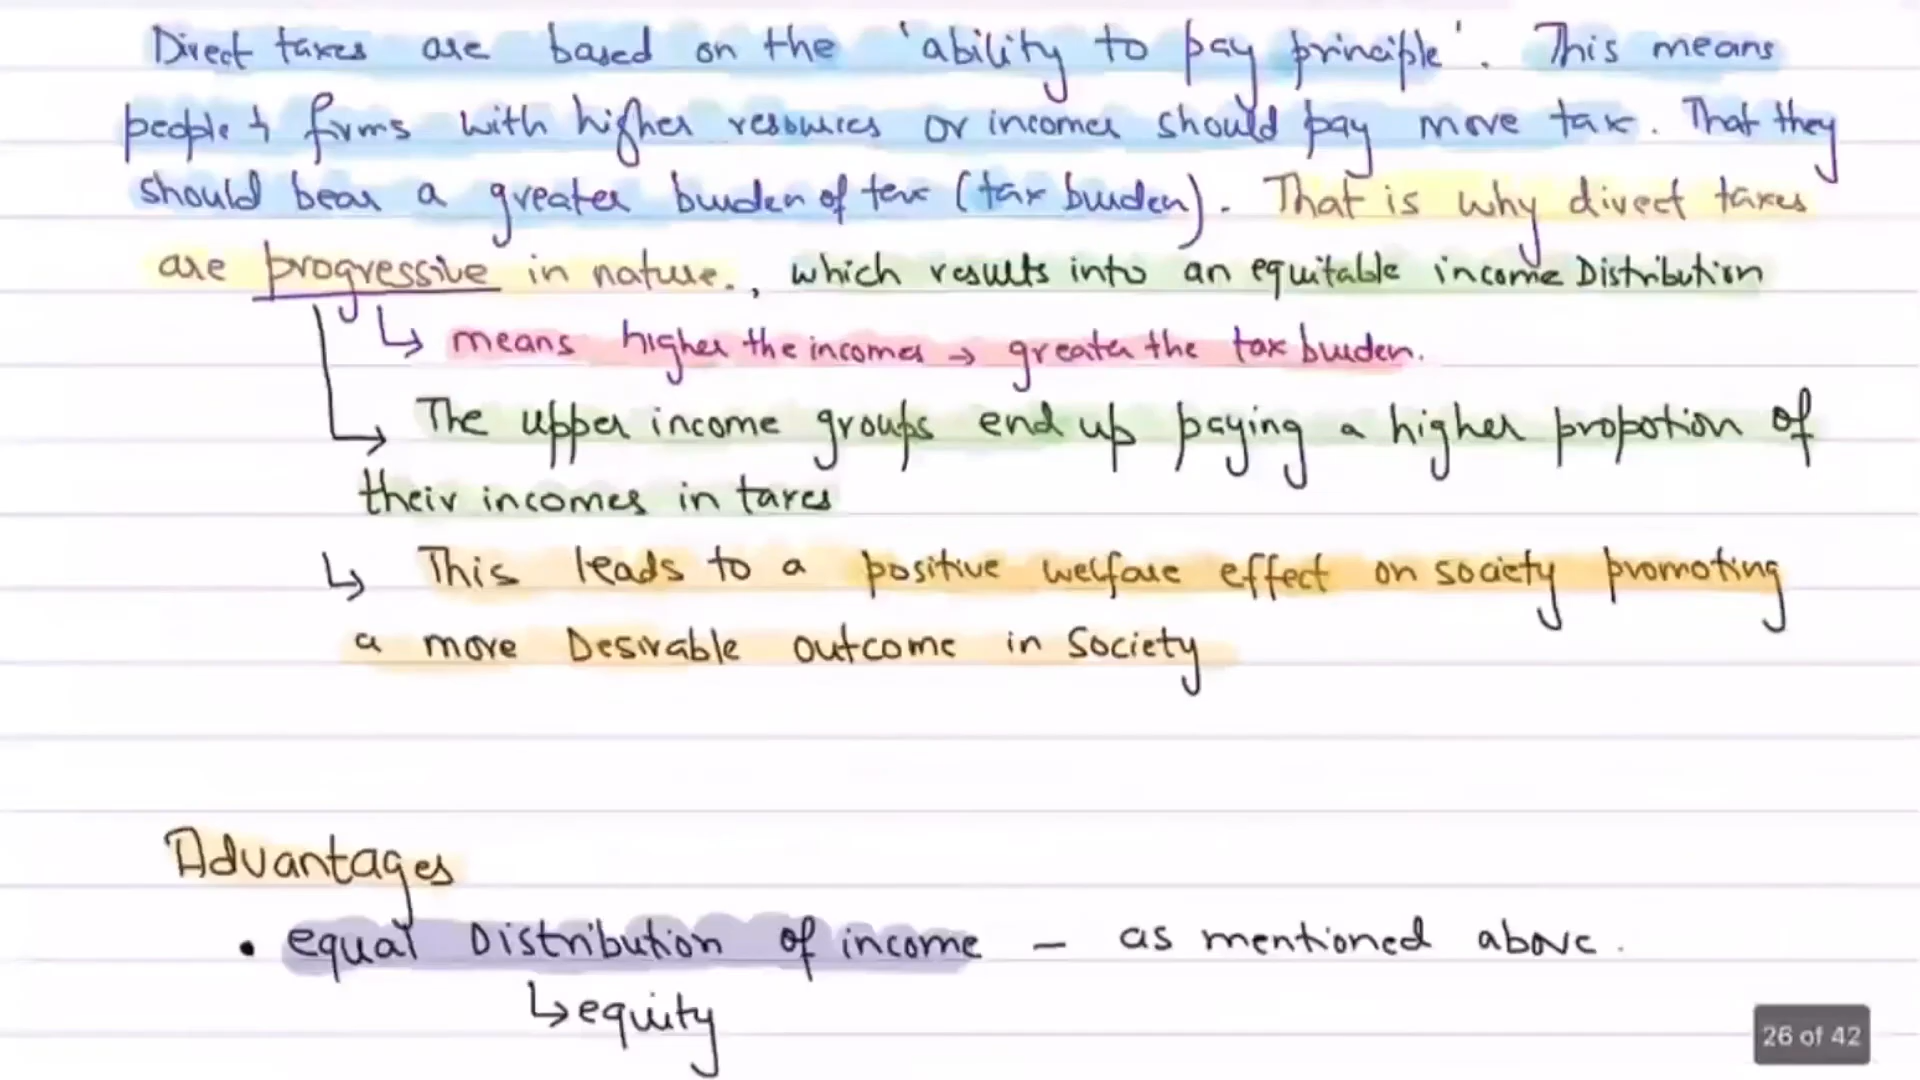 Direct taxes are based on the 'ability to pay principle'. This means
people & firms with higher resources or incomes should pay more tax. That they
should bear a greater burden of tax (tax burden). That is why direct taxes
are progressive in nature., which results into an equitable income Distribution
↳ means higher the incomes → greater the tax burden.
↳ The upper income groups end up paying a higher propotion of
their incomes in taxes
↳ This leads to a positive welfare effect on society promoting
a more Desirable outcome in Society
Advantages
• equal Distribution of income – as mentioned above.
↳ equity
26 of 42